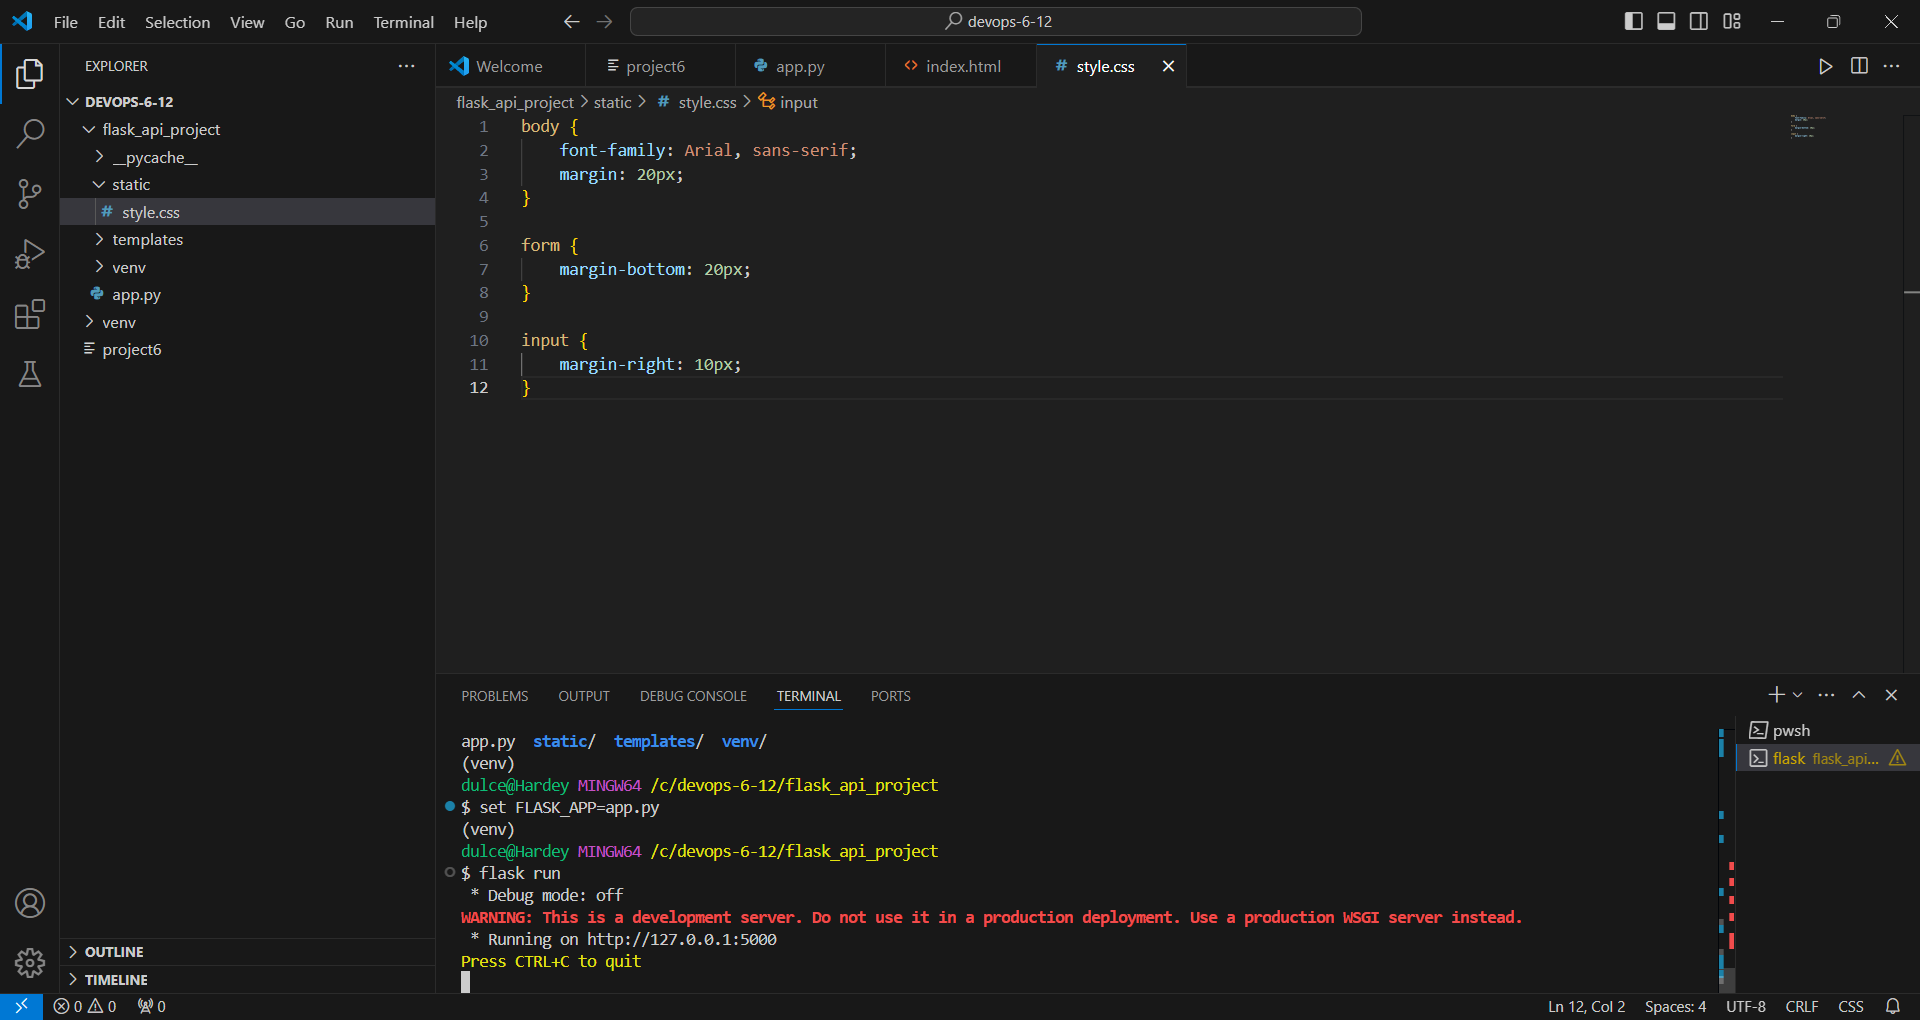 File Edit Selection View Go Run Terminal Help
devops-6-12
EXPLORER
DEVOPS-6-12
flask_api_project
__pycache__
static
# style.css
templates
venv
app.py
venv
project6
OUTLINE
TIMELINE
Welcome
project6
app.py
<> index.html
# style.css
flask_api_project > static > # style.css > input
1 body {
2 font-family: Arial, sans-serif;
3 margin: 20px;
4 }
5
6 form {
7 margin-bottom: 20px;
8 }
9
10 input {
11 margin-right: 10px;
12 }
PROBLEMS OUTPUT DEBUG CONSOLE TERMINAL PORTS
app.py static/ templates/ venv/
(venv)
dulce@Hardey MINGW64 /c/devops-6-12/flask_api_project
$ set FLASK_APP=app.py
(venv)
dulce@Hardey MINGW64 /c/devops-6-12/flask_api_project
$ flask run
* Debug mode: off
WARNING: This is a development server. Do not use it in a production deployment. Use a production WSGI server instead.
* Running on http://127.0.0.1:5000
Press CTRL+C to quit
pwsh
flask flask_api...
0 0 0
Ln 12, Col 2 Spaces: 4 UTF-8 CRLF CSS